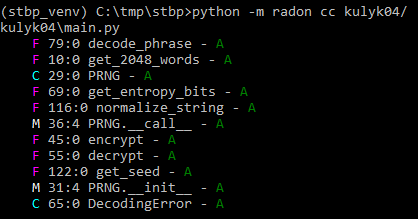 (stbp_venv) C:\tmp\stbp>python -m radon cc kulyk04/
kulyk04\main.py
    F 79:0 decode_phrase - A
    F 10:0 get_2048_words - A
    C 29:0 PRNG - A
    F 69:0 get_entropy_bits - A
    F 116:0 normalize_string - A
    M 36:4 PRNG.__call__ - A
    F 45:0 encrypt - A
    F 55:0 decrypt - A
    F 122:0 get_seed - A
    M 31:4 PRNG.__init__ - A
    C 65:0 DecodingError - A